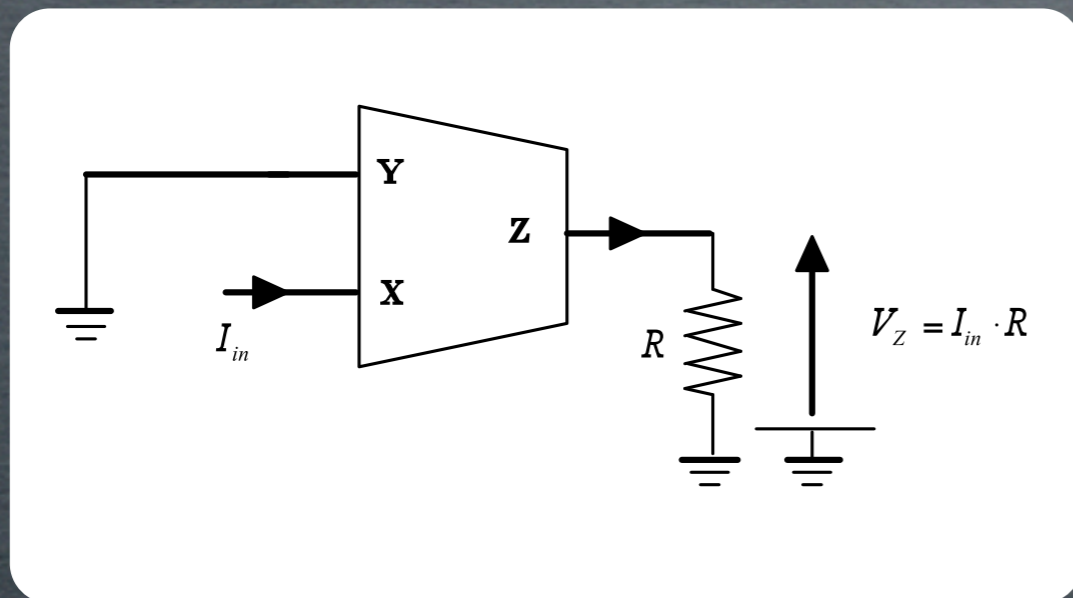 Y
Z
X
I_in
R
V_Z = I_in · R